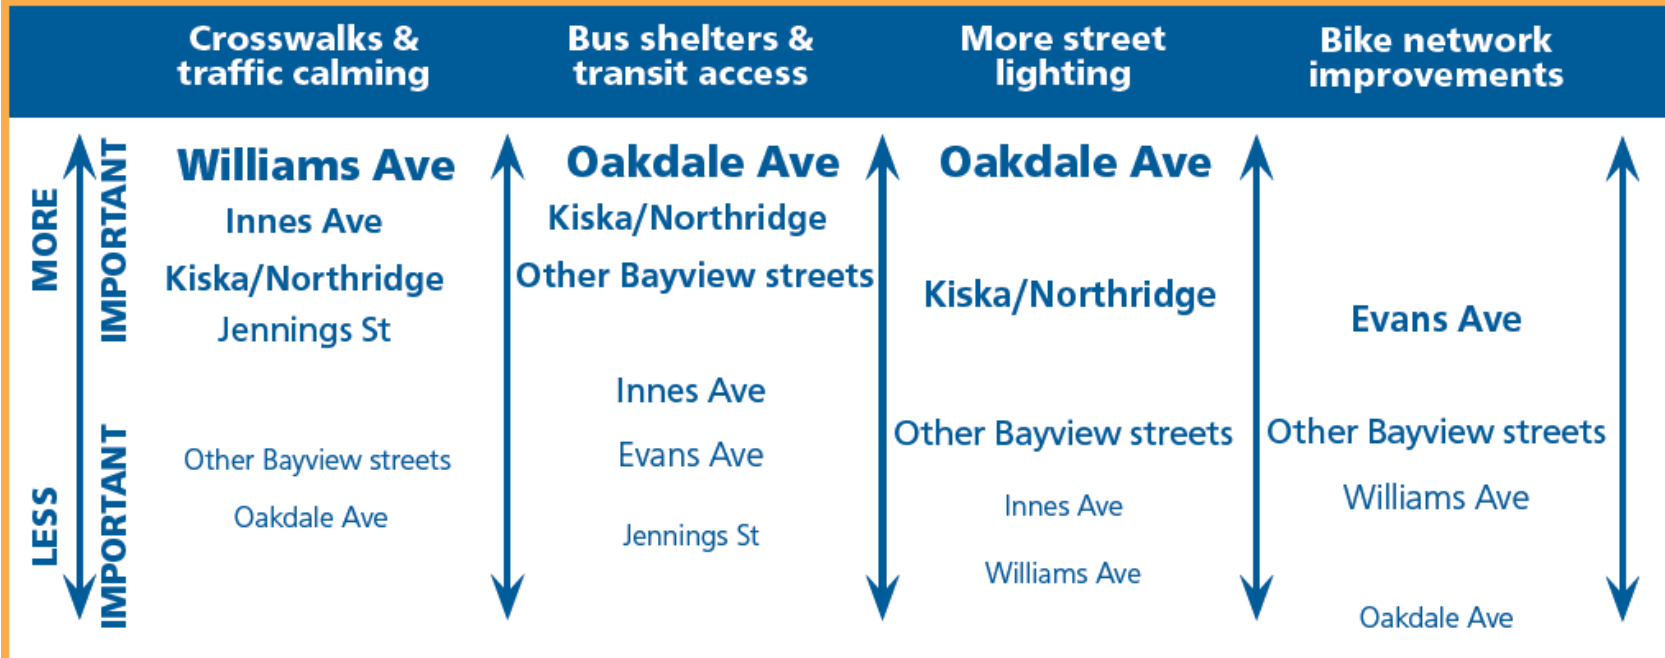 Crosswalks &
traffic calming
Bus shelters &
transit access
More street
lighting
Bike network
improvements
MORE
IMPORTANT
LESS
IMPORTANT
Williams Ave
Innes Ave
Kiska/Northridge
Jennings St
Other Bayview streets
Oakdale Ave
Oakdale Ave
Kiska/Northridge
Other Bayview streets
Innes Ave
Evans Ave
Jennings St
Oakdale Ave
Kiska/Northridge
Other Bayview streets
Innes Ave
Williams Ave
Evans Ave
Other Bayview streets
Williams Ave
Oakdale Ave